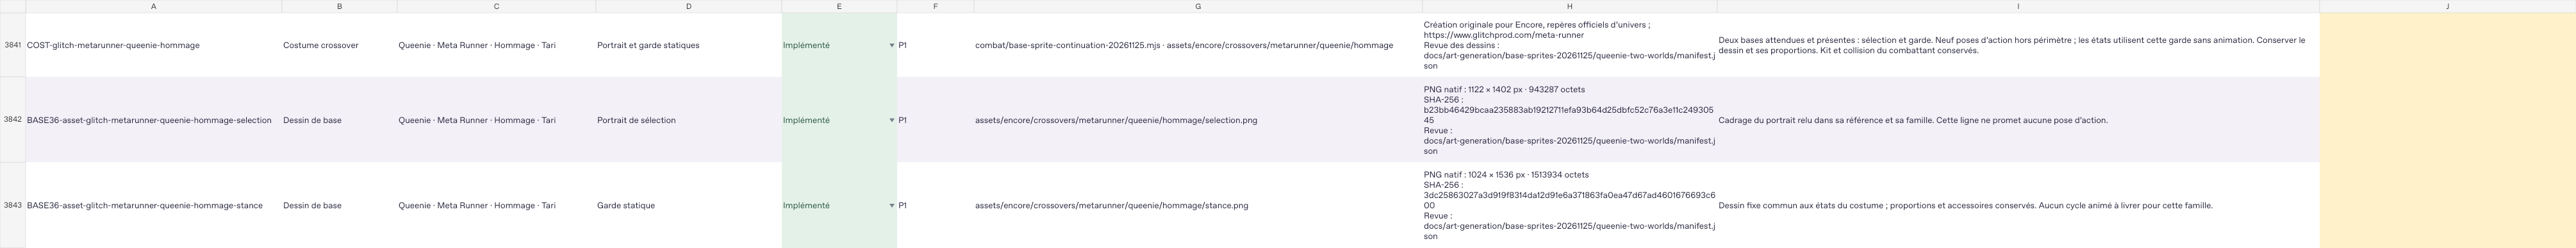 A B C D E F G H I J
3841 COST-glitch-metarunner-queenie-hommage Costume crossover Queenie · Meta Runner · Hommage · Tari Portrait et garde statiques Implémenté P1 combat/base-sprite-continuation-20261125.mjs · assets/encore/crossovers/metarunner/queenie/hommage
Création originale pour Encore, repères officiels d'univers ;
https://www.glitchprod.com/meta-runner
Revue des dessins :
docs/art-generation/base-sprites-20261125/queenie-two-worlds/manifest.j
son
Deux bases attendues et présentes : sélection et garde. Neuf poses d'action hors périmètre ; les états utilisent cette garde sans animation. Conserver le
dessin et ses proportions. Kit et collision du combattant conservés.
3842 BASE36-asset-glitch-metarunner-queenie-hommage-selection Dessin de base Queenie · Meta Runner · Hommage · Tari Portrait de sélection Implémenté P1 assets/encore/crossovers/metarunner/queenie/hommage/selection.png
PNG natif : 1122 × 1402 px · 943287 octets
SHA-256 :
b23bb46429bcaa235883ab19212711efa93b64d25dbfc52c76a3e11c249305
45
Revue :
docs/art-generation/base-sprites-20261125/queenie-two-worlds/manifest.j
son
Cadrage du portrait relu dans sa référence et sa famille. Cette ligne ne promet aucune pose d'action.
3843 BASE36-asset-glitch-metarunner-queenie-hommage-stance Dessin de base Queenie · Meta Runner · Hommage · Tari Garde statique Implémenté P1 assets/encore/crossovers/metarunner/queenie/hommage/stance.png
PNG natif : 1024 × 1536 px · 1513934 octets
SHA-256 :
3dc25863027a3d919f8314da12d91e6a371863fa0ea47d67ad4601676693c6
00
Revue :
docs/art-generation/base-sprites-20261125/queenie-two-worlds/manifest.j
son
Dessin fixe commun aux états du costume ; proportions et accessoires conservés. Aucun cycle animé à livrer pour cette famille.